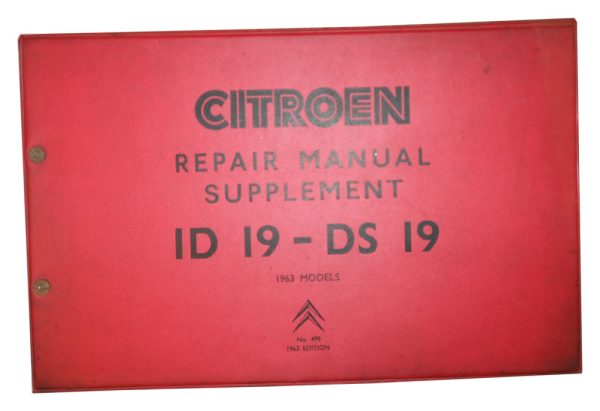 CITROEN
REPAIR MANUAL
SUPPLEMENT
ID 19 - DS 19
1963 MODELS
No. 498
1963 EDITION